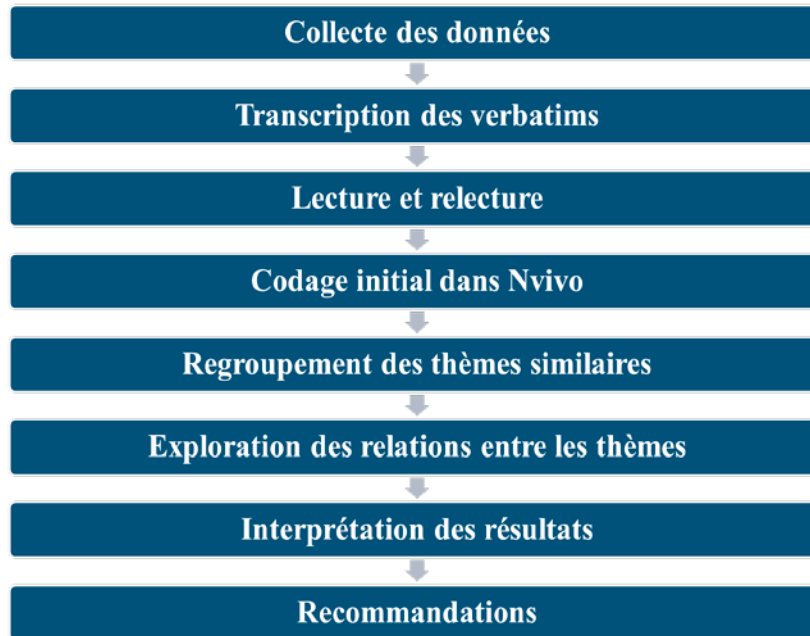 Collecte des données
Transcription des verbatims
Lecture et relecture
Codage initial dans Nvivo
Regroupement des thèmes similaires
Exploration des relations entre les thèmes
Interprétation des résultats
Recommandations